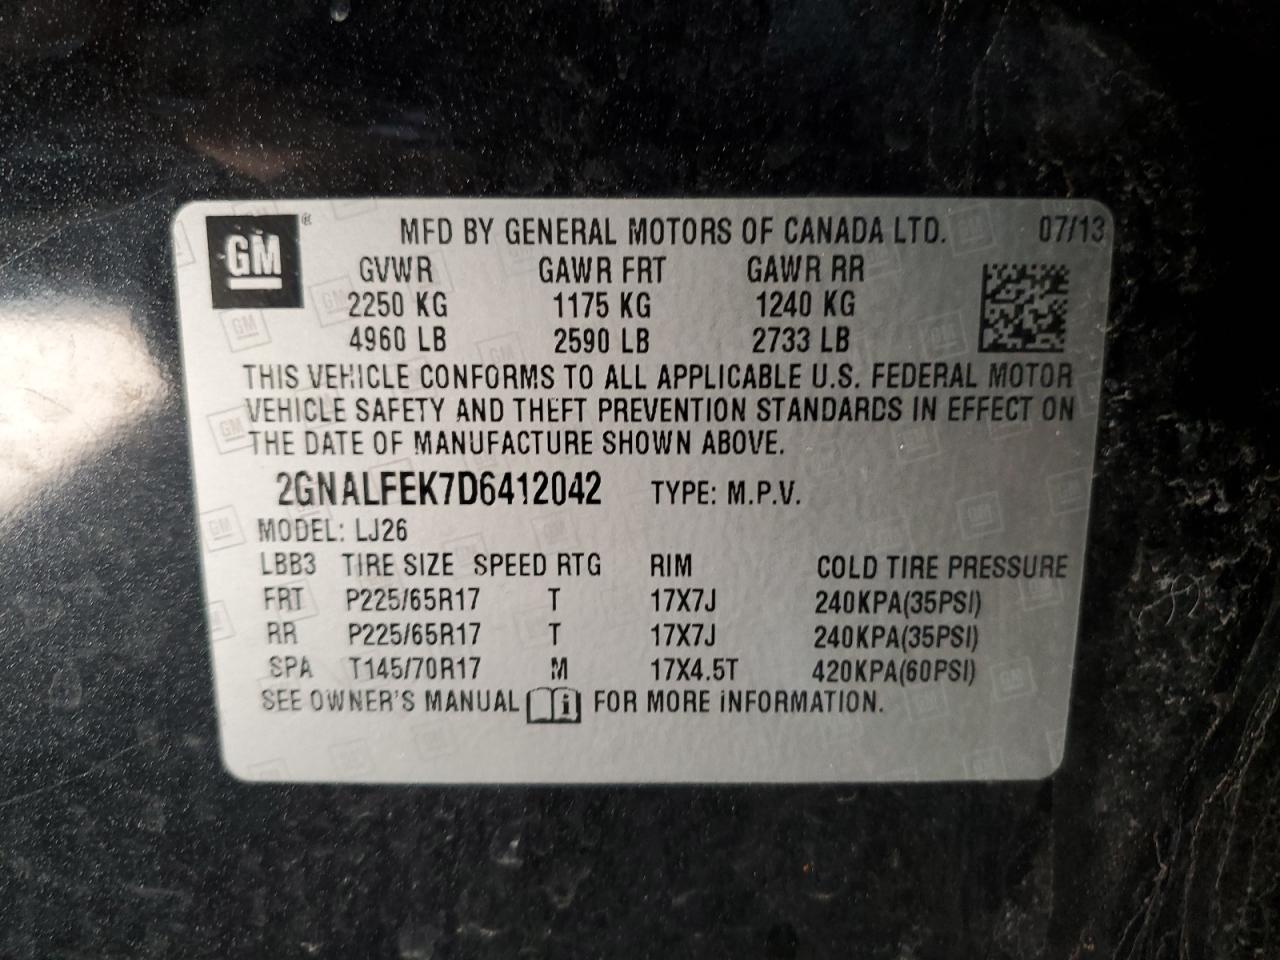 GM ® MFD BY GENERAL MOTORS OF CANADA LTD. 07/13
GVWR GAWR FRT GAWR RR
2250 KG 1175 KG 1240 KG
4960 LB 2590 LB 2733 LB
THIS VEHICLE CONFORMS TO ALL APPLICABLE U.S. FEDERAL MOTOR
VEHICLE SAFETY AND THEFT PREVENTION STANDARDS IN EFFECT ON
THE DATE OF MANUFACTURE SHOWN ABOVE.
2GNALFEK7D6412042 TYPE: M.P.V.
MODEL: LJ26
LBB3 TIRE SIZE SPEED RTG RIM COLD TIRE PRESSURE
FRT P225/65R17 T 17X7J 240KPA(35PSI)
RR P225/65R17 T 17X7J 240KPA(35PSI)
SPA T145/70R17 M 17X4.5T 420KPA(60PSI)
SEE OWNER'S MANUAL i FOR MORE INFORMATION.